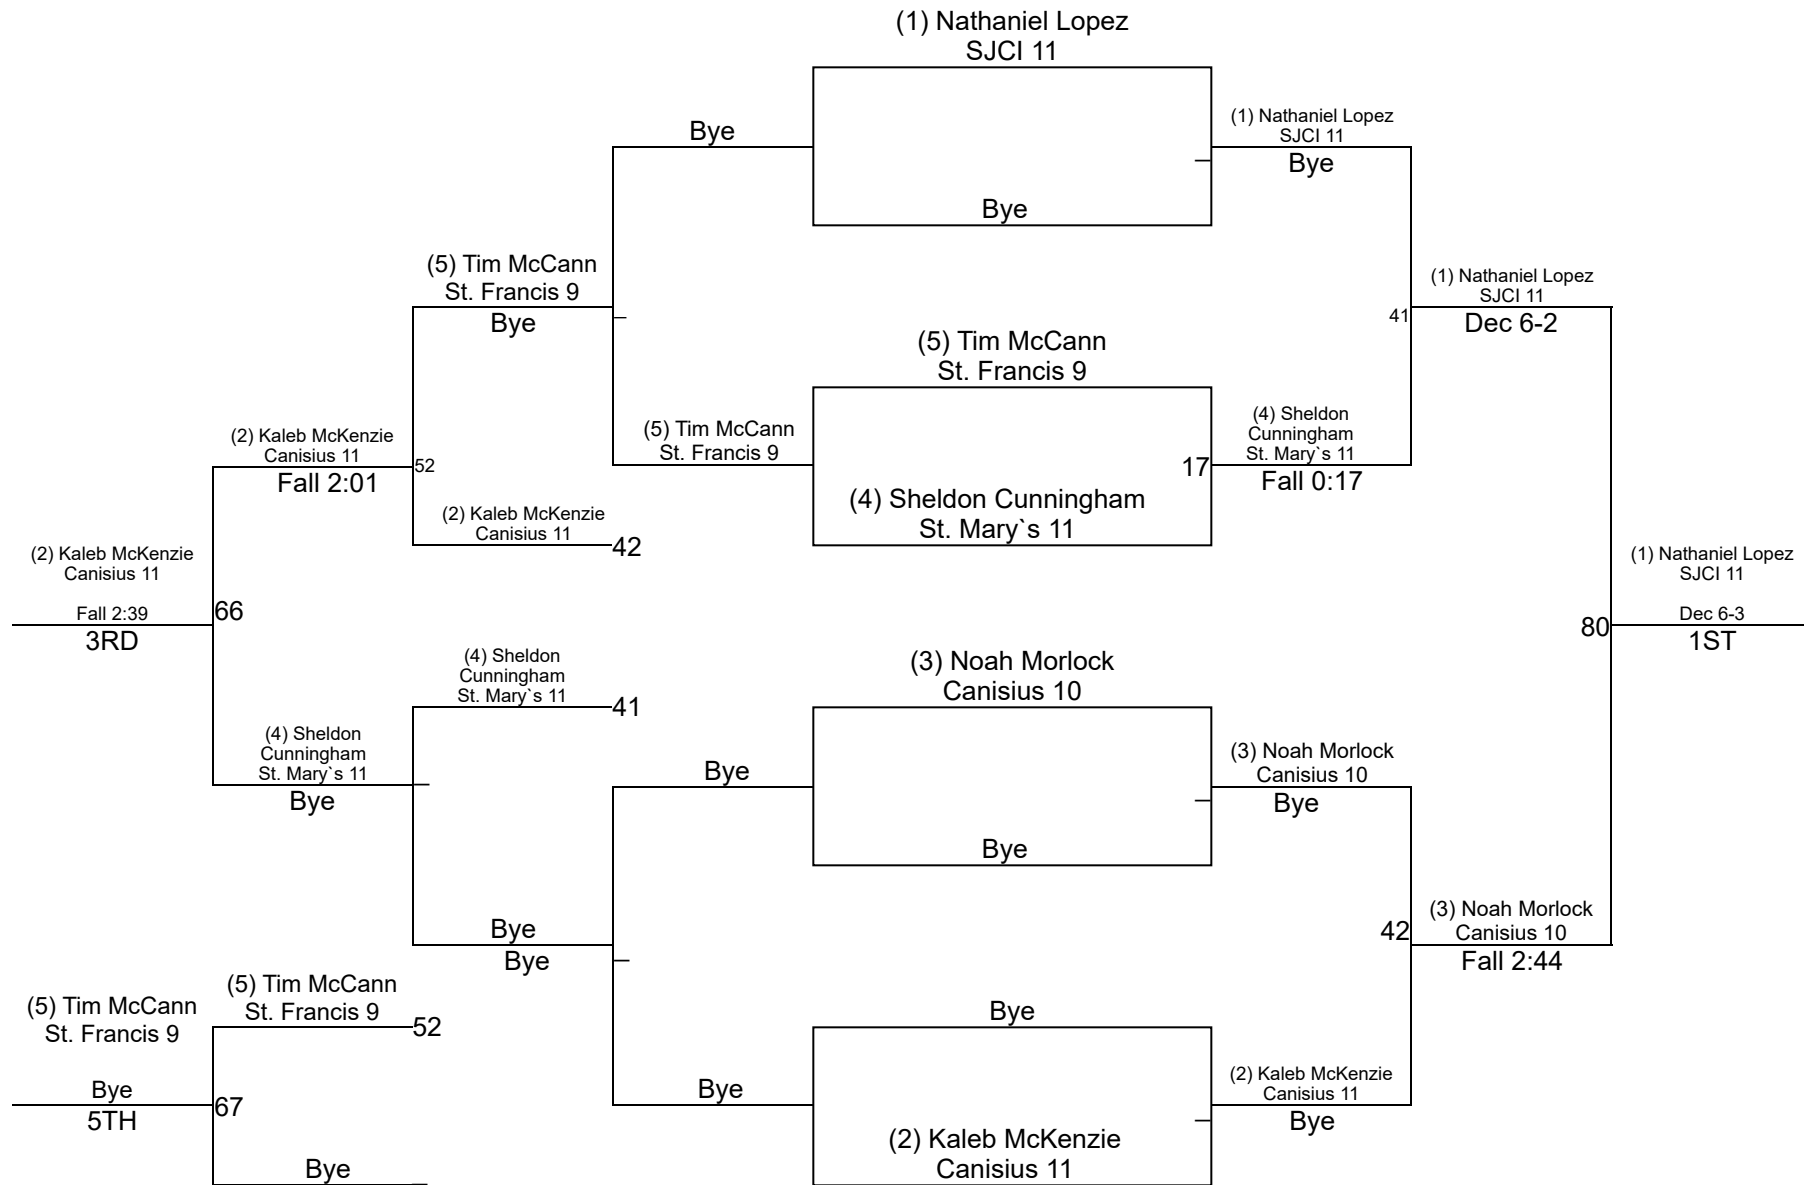 (1) Nathaniel Lopez
SJCI 11
Bye
(1) Nathaniel Lopez
SJCI 11
Bye
Bye
(5) Tim McCann
St. Francis 9
Bye
(1) Nathaniel Lopez
SJCI 11
Dec 6-2
41
(5) Tim McCann
St. Francis 9
(5) Tim McCann
St. Francis 9
(4) Sheldon
Cunningham
St. Mary`s 11
Fall 0:17
17
(4) Sheldon Cunningham
St. Mary`s 11
(2) Kaleb McKenzie
Canisius 11
Fall 2:01
52
(2) Kaleb McKenzie
Canisius 11
42
(2) Kaleb McKenzie
Canisius 11
Fall 2:39
3RD
66
(1) Nathaniel Lopez
SJCI 11
Dec 6-3
1ST
80
(4) Sheldon
Cunningham
St. Mary`s 11
41
(3) Noah Morlock
Canisius 10
(4) Sheldon
Cunningham
St. Mary`s 11
Bye
Bye
(3) Noah Morlock
Canisius 10
Bye
Bye
Bye
Bye
42
(3) Noah Morlock
Canisius 10
Fall 2:44
(5) Tim McCann
St. Francis 9
Bye
5TH
(5) Tim McCann
St. Francis 9
52
67
Bye
Bye
Bye
(2) Kaleb McKenzie
Canisius 11
(2) Kaleb McKenzie
Canisius 11
Bye